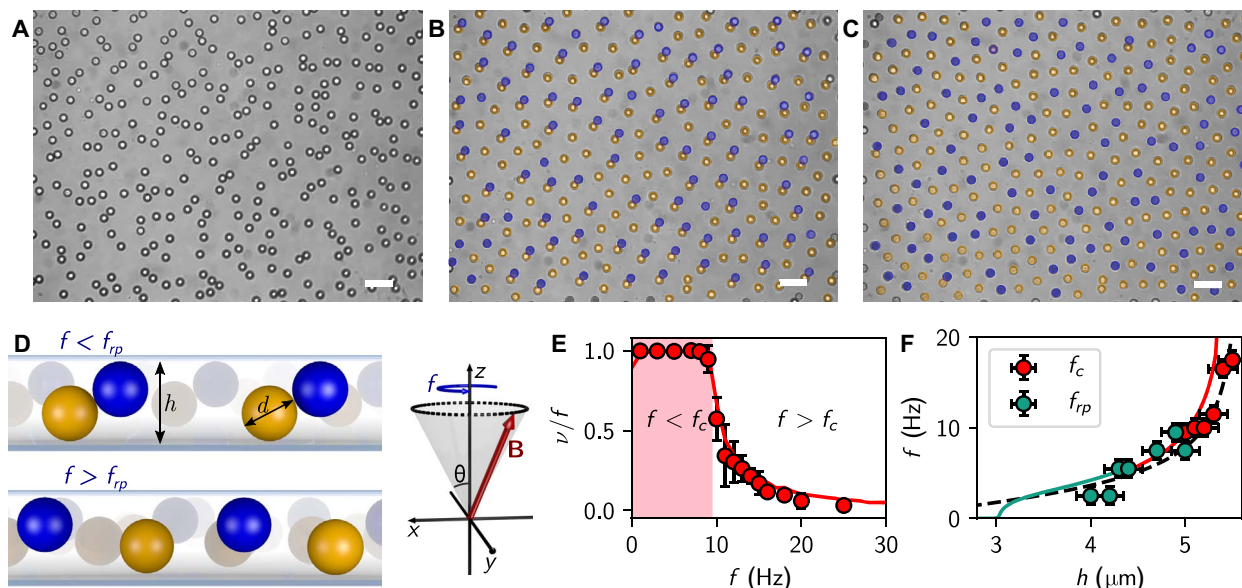 A
B
C
D
f < f_rp
h
d
f > f_rp
f
z
B
θ
x
y
E
1.0
0.5
0.0
ν/f
f < f_c
f > f_c
0 10 20 30
f (Hz)
F
20
10
0
f (Hz)
f_c
f_rp
3 4 5
h (μm)